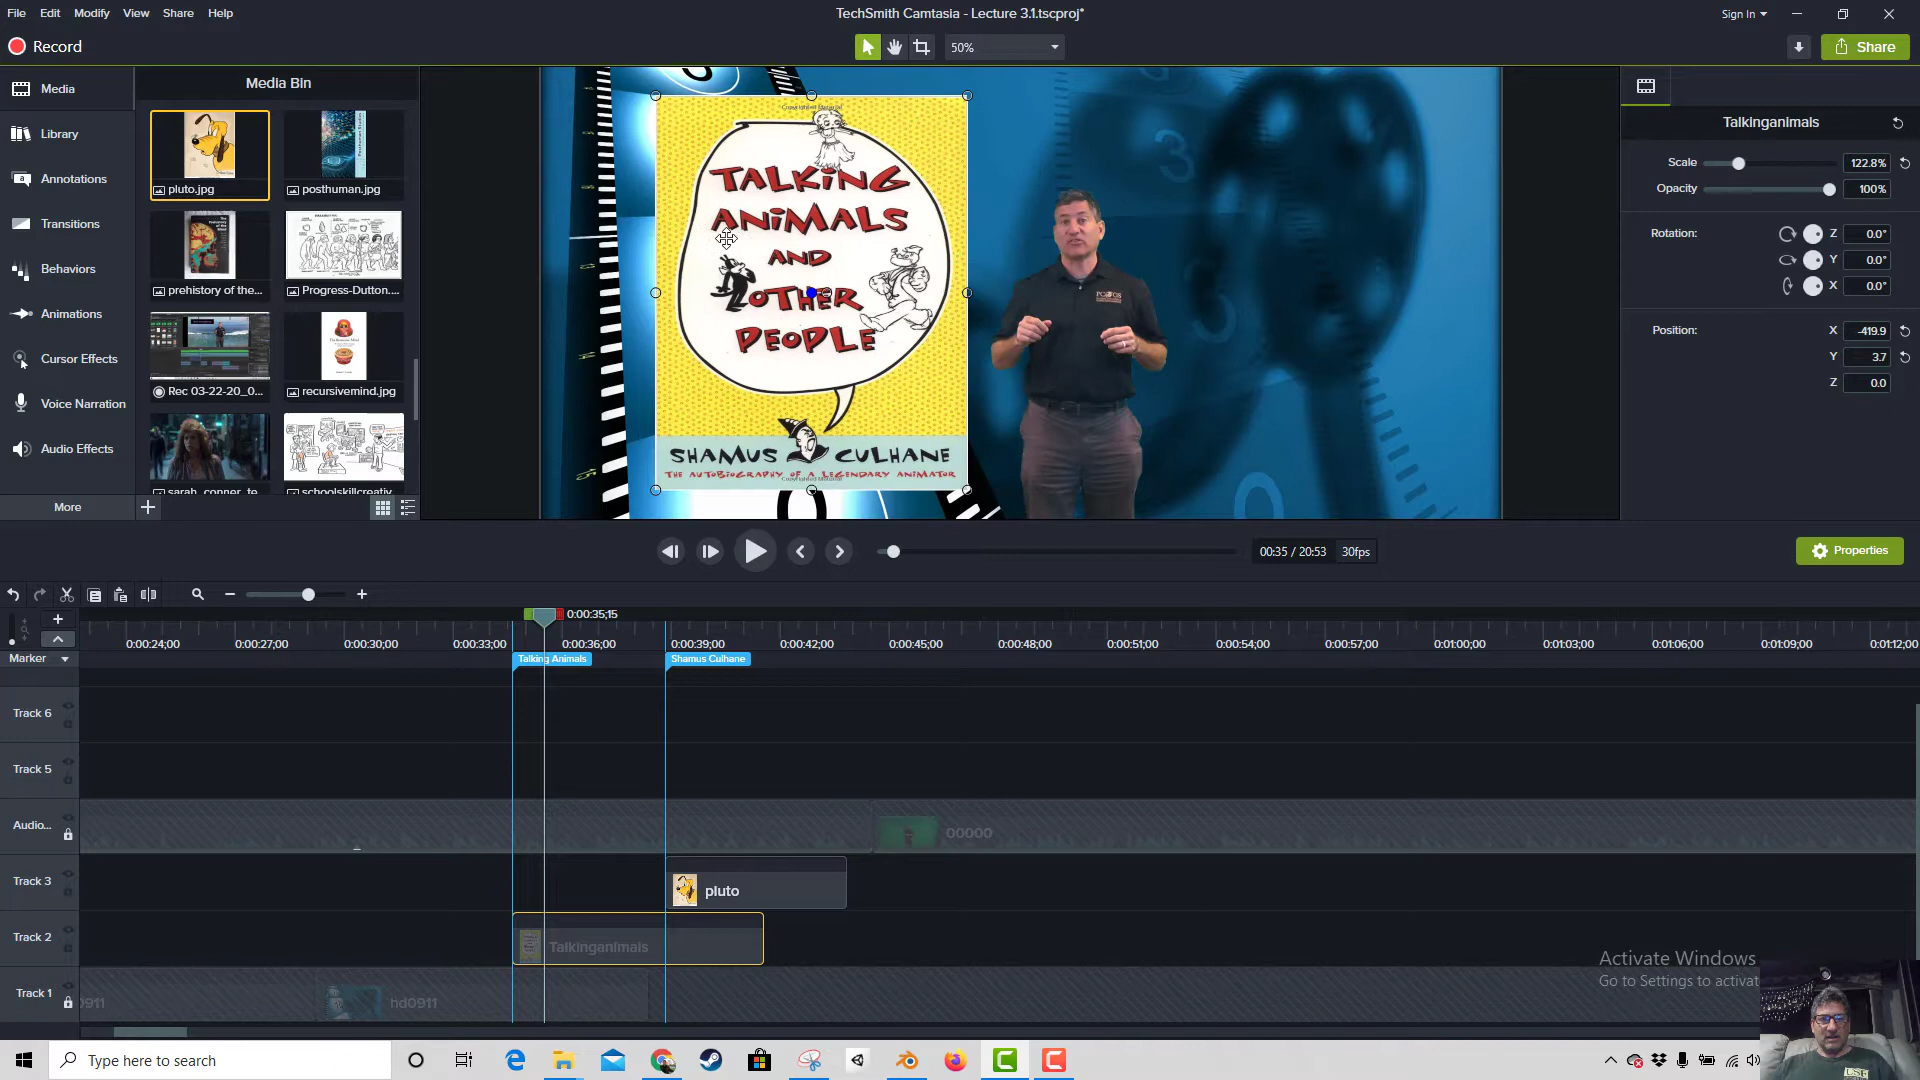 File Edit Modify View Share Help
TechSmith Camtasia - Lecture 3.1.tscproj*
Sign In
Record
50%
Share
Media
Library
Annotations
Transitions
Behaviors
Animations
Cursor Effects
Voice Narration
Audio Effects
More
Media Bin
pluto.jpg
posthuman.jpg
prehistory of the...
Progress-Dutton....
Rec 03-22-20_0...
recursivemind.jpg
sarah_conner_te...
schoolskillcreativ...
Copyrighted Material
TALKING
ANIMALS
AND
OTHER
PEOPLE
SHAMUS CULHANE
THE AUTOBIOGRAPHY OF A LEGENDARY ANIMATOR
Copyrighted Material
Talkinganimals
Scale 122.8%
Opacity 100%
Rotation: Z 0.0°
Y 0.0°
X 0.0°
Position: X -419.9
Y 3.7
Z 0.0
00:35 / 20:53 30fps
Properties
0:00:35;15
0:00:24;00 0:00:27;00 0:00:30;00 0:00:33;00 0:00:36;00 0:00:39;00 0:00:42;00 0:00:45;00 0:00:48;00 0:00:51;00 0:00:54;00 0:00:57;00 0:01:00;00 0:01:03;00 0:01:06;00 0:01:09;00 0:01:12;00
Marker
Talking Animals
Shamus Culhane
Track 6
Track 5
Audio...
00000
Track 3
pluto
Track 2
Talkinganimals
Track 1
0911
hd0911
Activate Windows
Go to Settings to activat
Type here to search